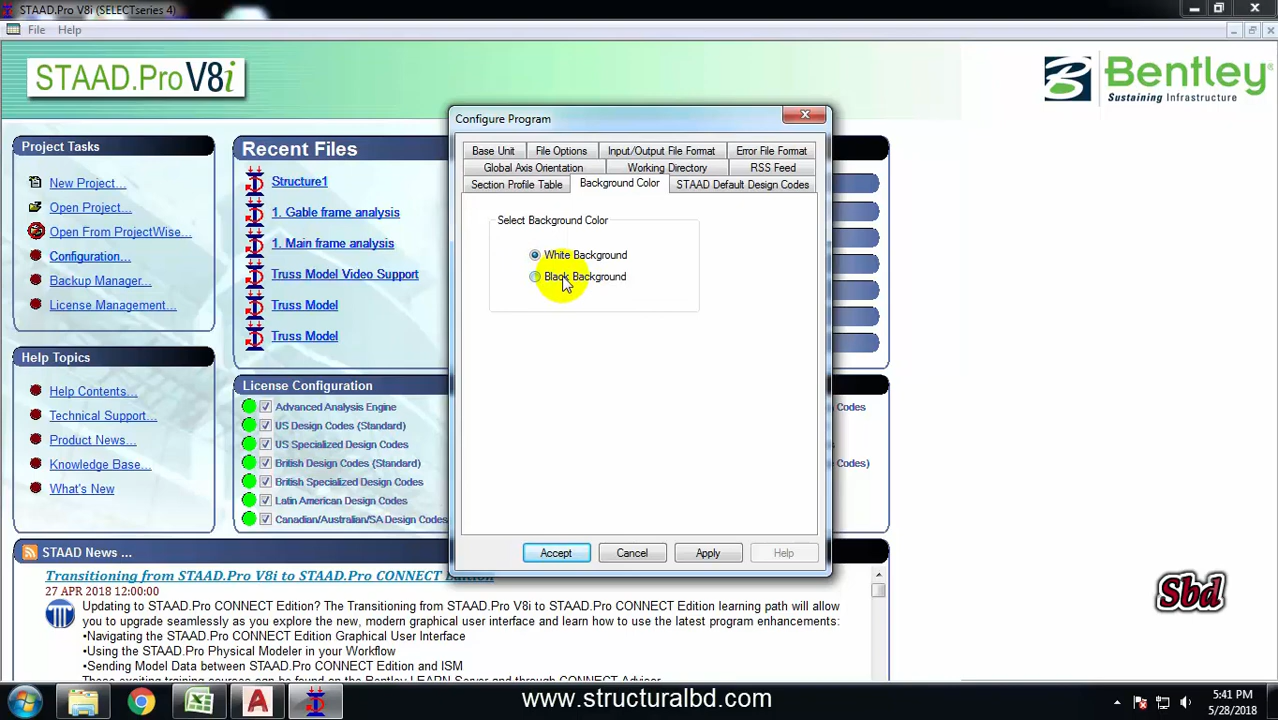 STAAD.Pro V8i (SELECTseries 4)
File Help
STAAD.Pro V8i
Bentley
Sustaining Infrastructure
Project Tasks
New Project...
Open Project...
Open From ProjectWise...
Configuration...
Backup Manager...
License Management...
Help Topics
Help Contents...
Technical Support...
Product News...
Knowledge Base...
What's New
Recent Files
Structure1
1. Gable frame analysis
1. Main frame analysis
Truss Model Video Support
Truss Model
Truss Model
License Configuration
Advanced Analysis Engine
US Design Codes (Standard)
US Specialized Design Codes
British Design Codes (Standard)
British Specialized Design Codes
Latin American Design Codes
Canadian/Australian/SA Design Codes
Codes
Codes)
Configure Program
Base Unit File Options Input/Output File Format Error File Format
Global Axis Orientation Working Directory RSS Feed
Section Profile Table Background Color STAAD Default Design Codes
Select Background Color
White Background
Black Background
Accept Cancel Apply Help
STAAD News ...
Transitioning from STAAD.Pro V8i to STAAD.Pro CONNECT Edition
27 APR 2018 12:00:00
Updating to STAAD.Pro CONNECT Edition? The Transitioning from STAAD.Pro V8i to STAAD.Pro CONNECT Edition learning path will allow
you to upgrade seamlessly as you explore the new, modern graphical user interface and learn how to use the latest program enhancements:
•Navigating the STAAD.Pro CONNECT Edition Graphical User Interface
•Using the STAAD.Pro Physical Modeler in your Workflow
•Sending Model Data between STAAD.Pro CONNECT Edition and ISM
Sbd
www.structuralbd.com
5:41 PM
5/28/2018